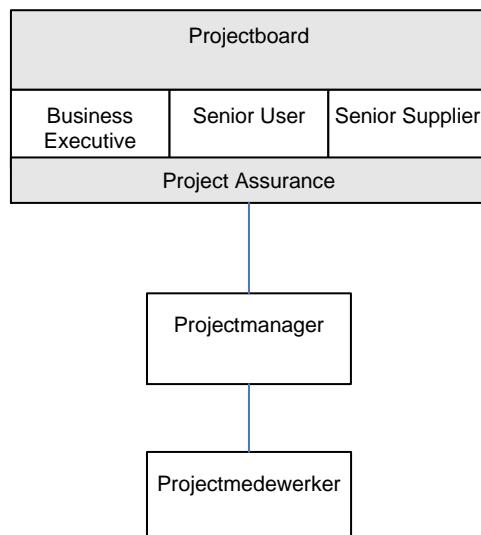 Projectboard
Business Executive
Senior User
Senior Supplier
Project Assurance
Projectmanager
Projectmedewerker